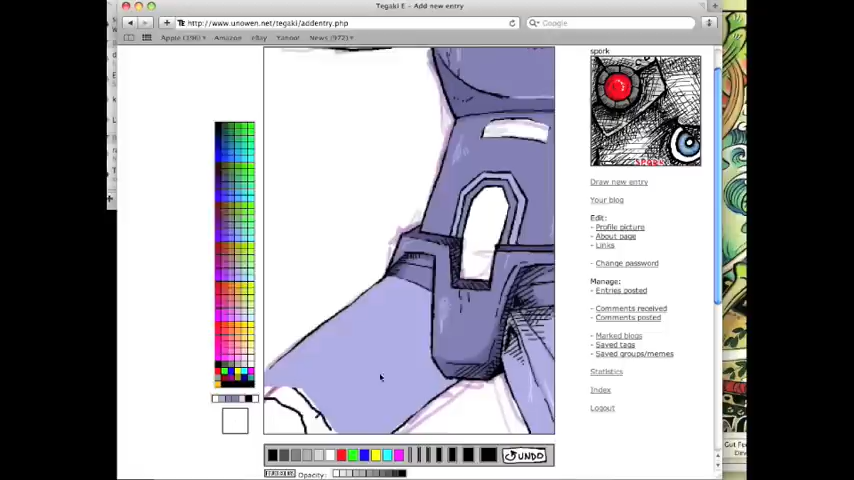 Tegaki E – Add new entry
http://www.unowen.net/tegaki/addentry.php
Google
Apple (196)▾ Amazon eBay Yahoo! News (972)▾
spork
SPORK
Draw new entry
Your blog
Edit:
- Profile picture
- About page
- Links
- Change password
Manage:
- Entries posted
- Comments received
- Comments posted
- Marked blogs
- Saved tags
- Saved groups/memes
Statistics
Index
Logout
UNDO
Opacity: